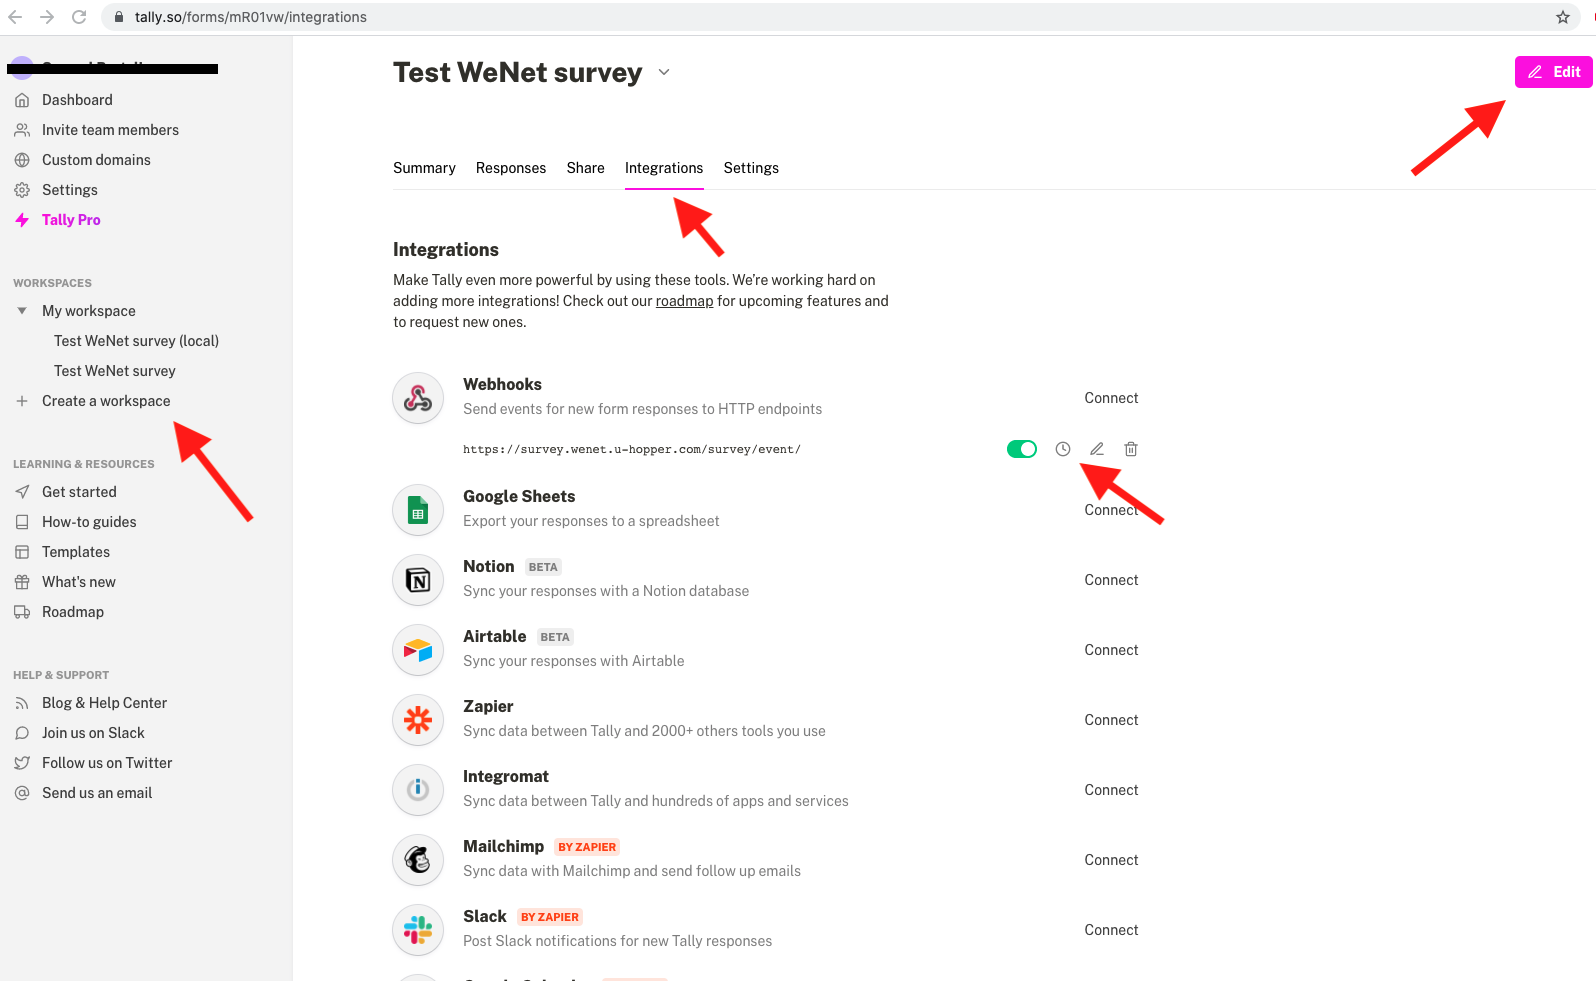 tally.so/forms/mR01vw/integrations
Dashboard
Invite team members
Custom domains
Settings
Tally Pro
WORKSPACES
My workspace
Test WeNet survey (local)
Test WeNet survey
Create a workspace
LEARNING & RESOURCES
Get started
How-to guides
Templates
What's new
Roadmap
HELP & SUPPORT
Blog & Help Center
Join us on Slack
Follow us on Twitter
Send us an email
Test WeNet survey
Edit
Summary Responses Share Integrations Settings
Integrations
Make Tally even more powerful by using these tools. We’re working hard on
adding more integrations! Check out our roadmap for upcoming features and
to request new ones.
Webhooks
Send events for new form responses to HTTP endpoints
Connect
https://survey.wenet.u-hopper.com/survey/event/
Google Sheets
Export your responses to a spreadsheet
Connect
Notion BETA
Sync your responses with a Notion database
Connect
Airtable BETA
Sync your responses with Airtable
Connect
Zapier
Sync data between Tally and 2000+ others tools you use
Connect
Integromat
Sync data between Tally and hundreds of apps and services
Connect
Mailchimp BY ZAPIER
Sync data with Mailchimp and send follow up emails
Connect
Slack BY ZAPIER
Post Slack notifications for new Tally responses
Connect